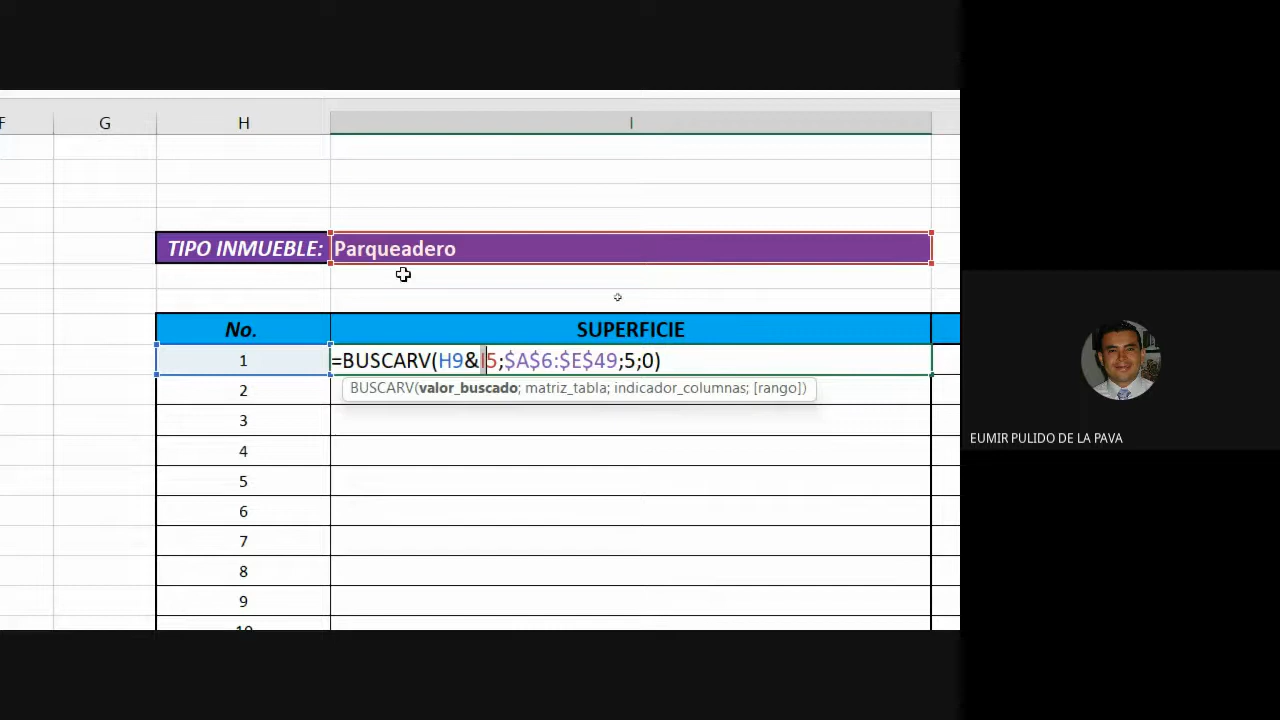 F G H I
TIPO INMUEBLE: Parqueadero
No. SUPERFICIE
1 =BUSCARV(H9&I5;$A$6:$E$49;5;0)
BUSCARV(valor_buscado; matriz_tabla; indicador_columnas; [rango])
2
3
4
5
6
7
8
9
10
EUMIR PULIDO DE LA PAVA